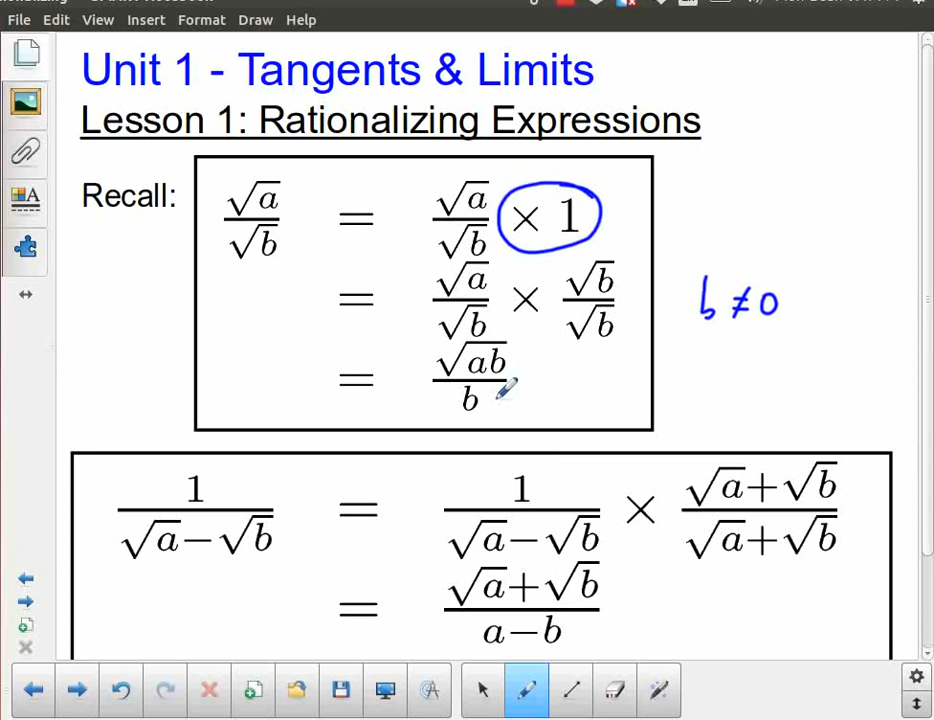 File Edit View Insert Format Draw Help
Unit 1 - Tangents & Limits
Lesson 1: Rationalizing Expressions
Recall:
√a/√b = √a/√b × 1
= √a/√b × √b/√b
b ≠ 0
= √ab/b
1/(√a−√b) = 1/(√a−√b) × (√a+√b)/(√a+√b)
= (√a+√b)/(a−b)